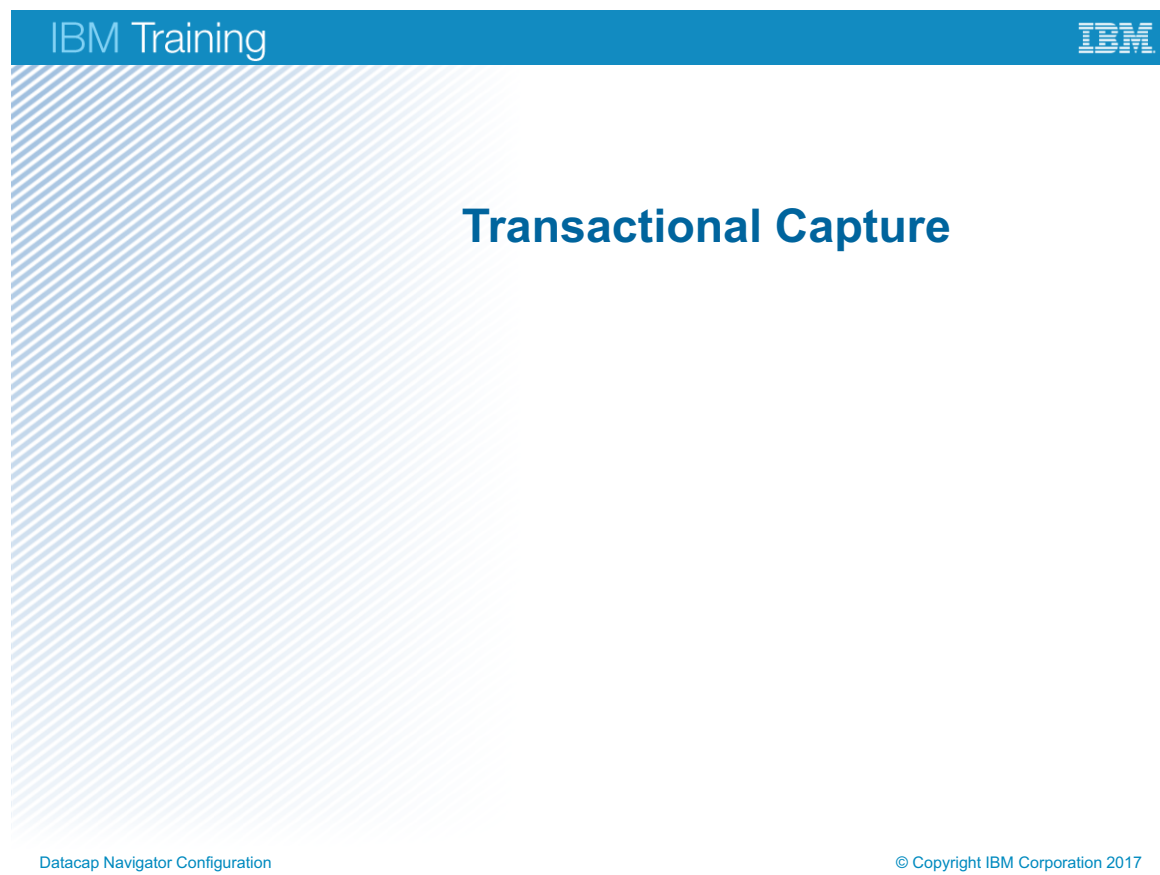 IBM Training
IBM
Transactional Capture
Datacap Navigator Configuration
© Copyright IBM Corporation 2017